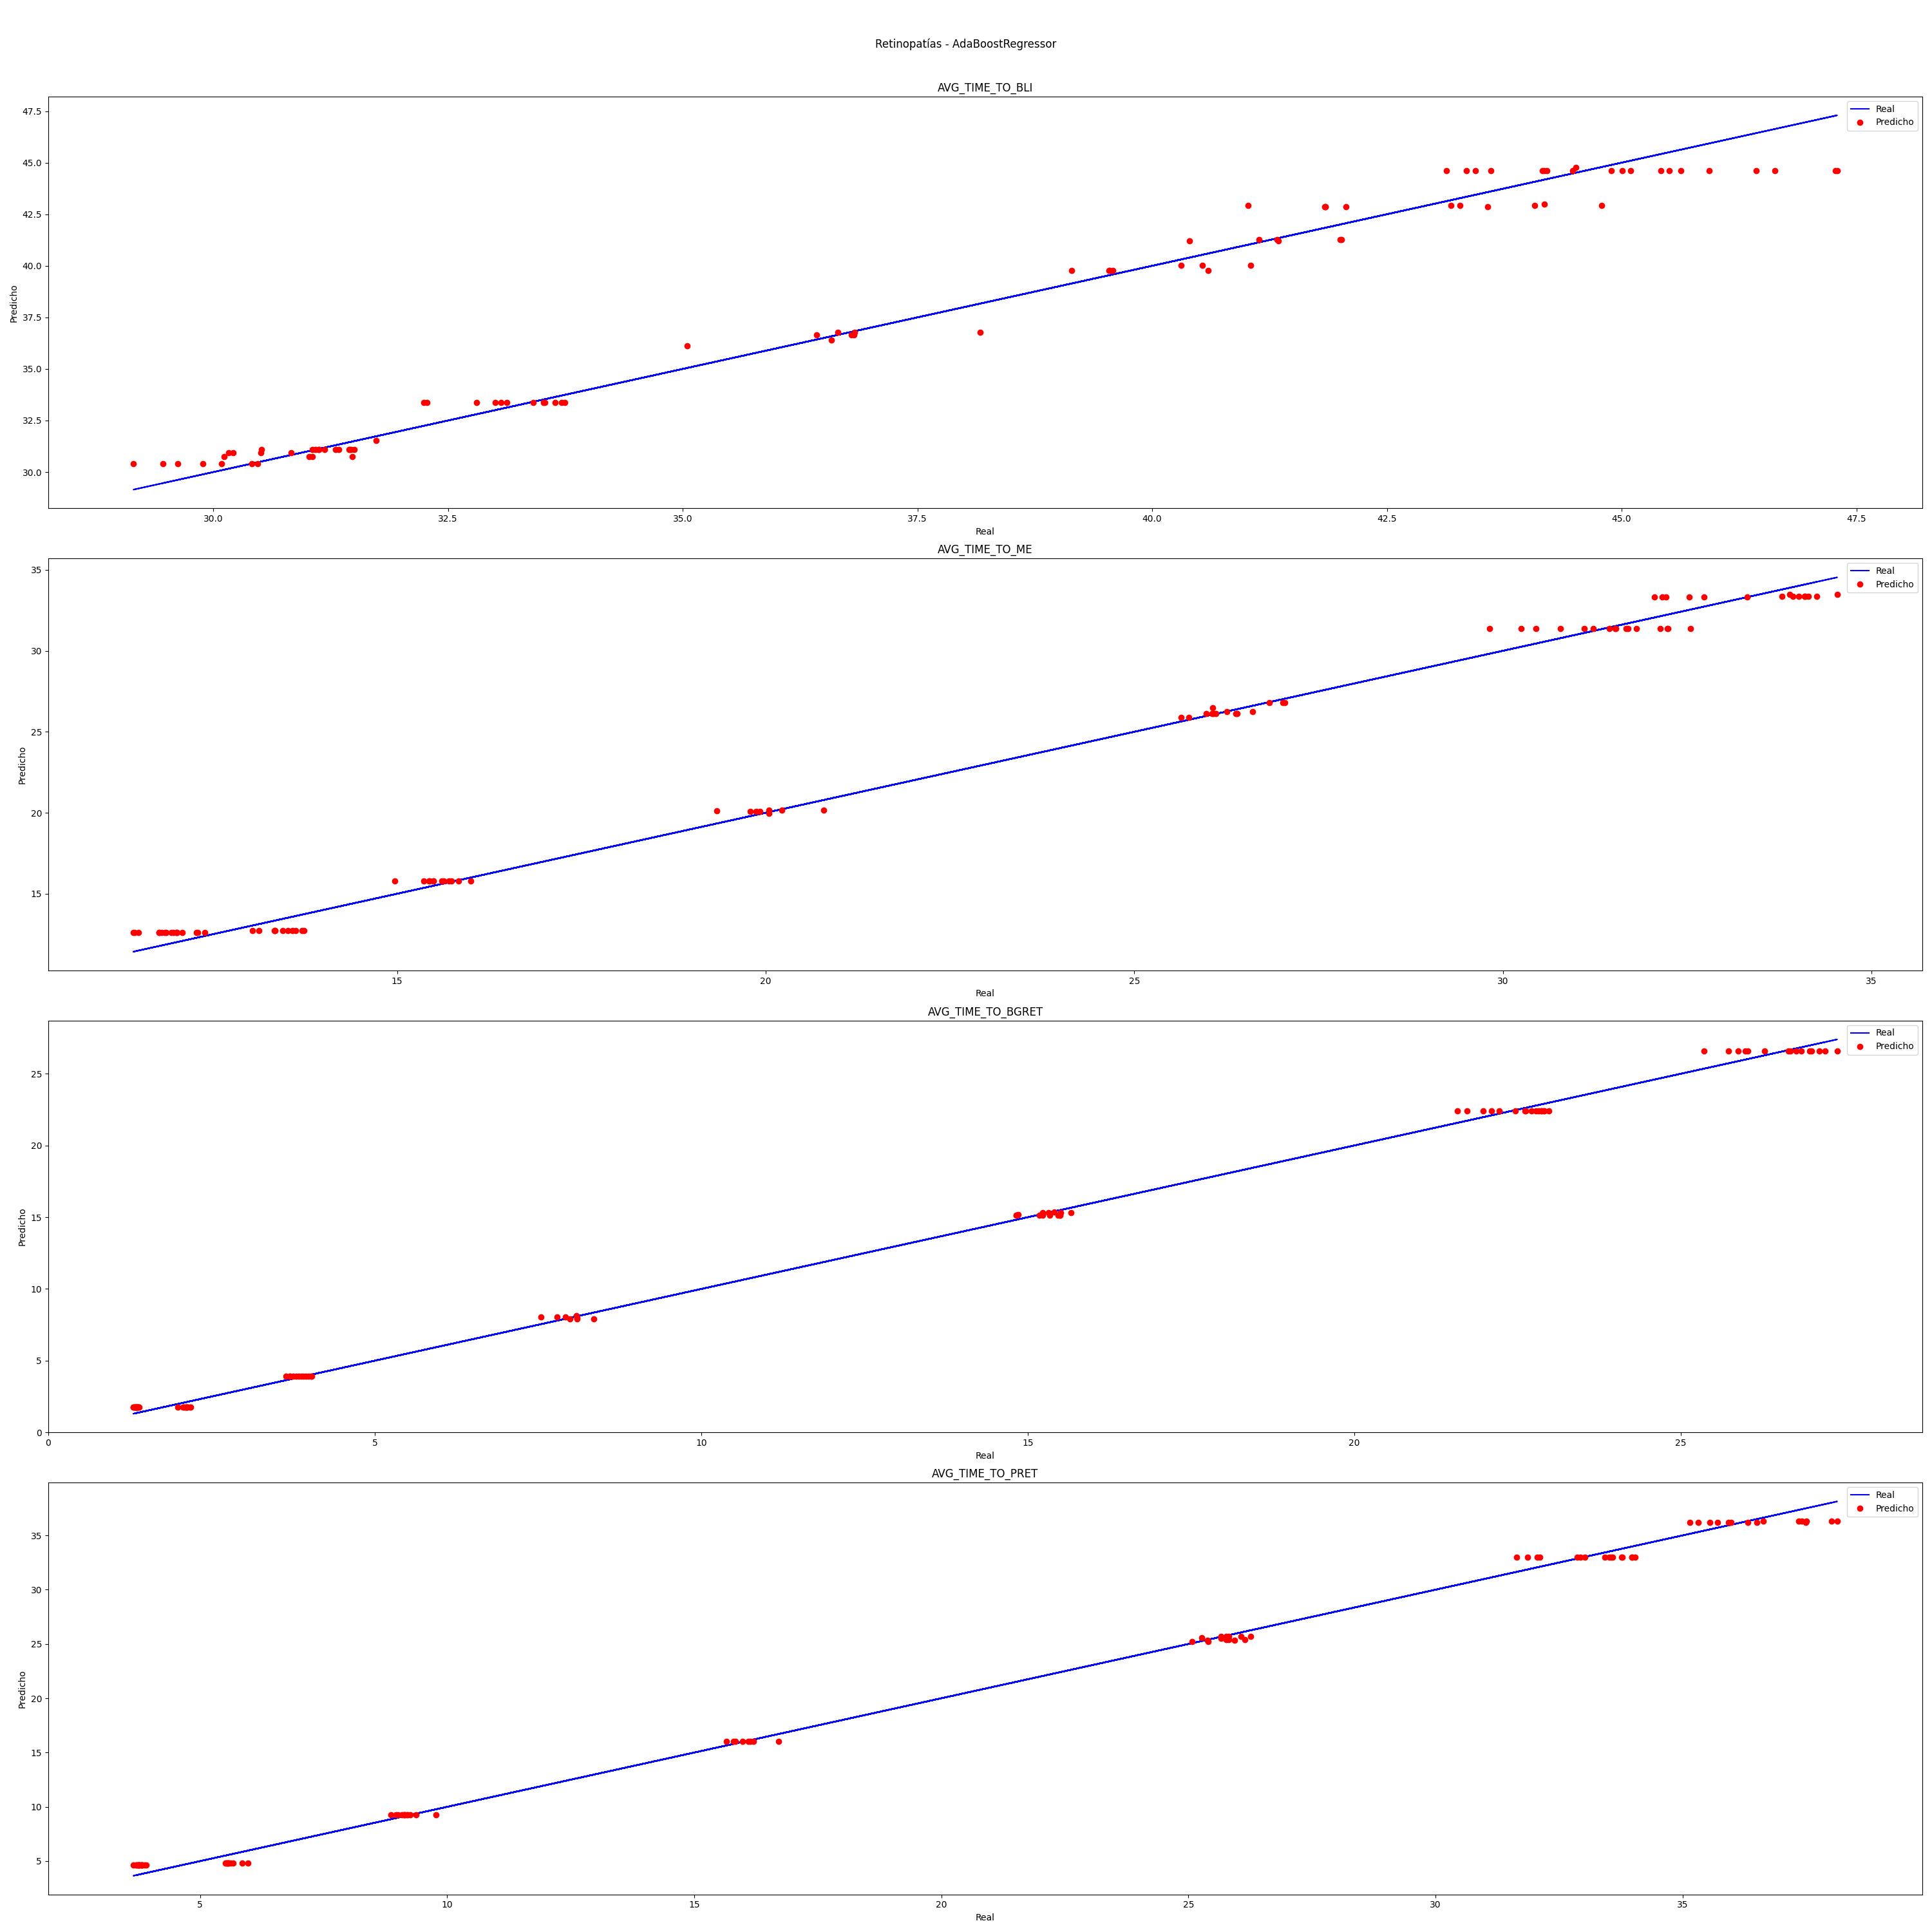 Retinopatías - AdaBoostRegressor
AVG_TIME_TO_BLI
Real
Predicho
47.5
45.0
42.5
40.0
37.5
35.0
32.5
30.0
Predicho
30.0 32.5 35.0 37.5 40.0 42.5 45.0 47.5
Real
AVG_TIME_TO_ME
Real
Predicho
35
30
25
20
15
Predicho
15 20 25 30 35
Real
AVG_TIME_TO_BGRET
Real
Predicho
25
20
15
10
5
0
Predicho
0 5 10 15 20 25
Real
AVG_TIME_TO_PRET
Real
Predicho
35
30
25
20
15
10
5
Predicho
5 10 15 20 25 30 35
Real